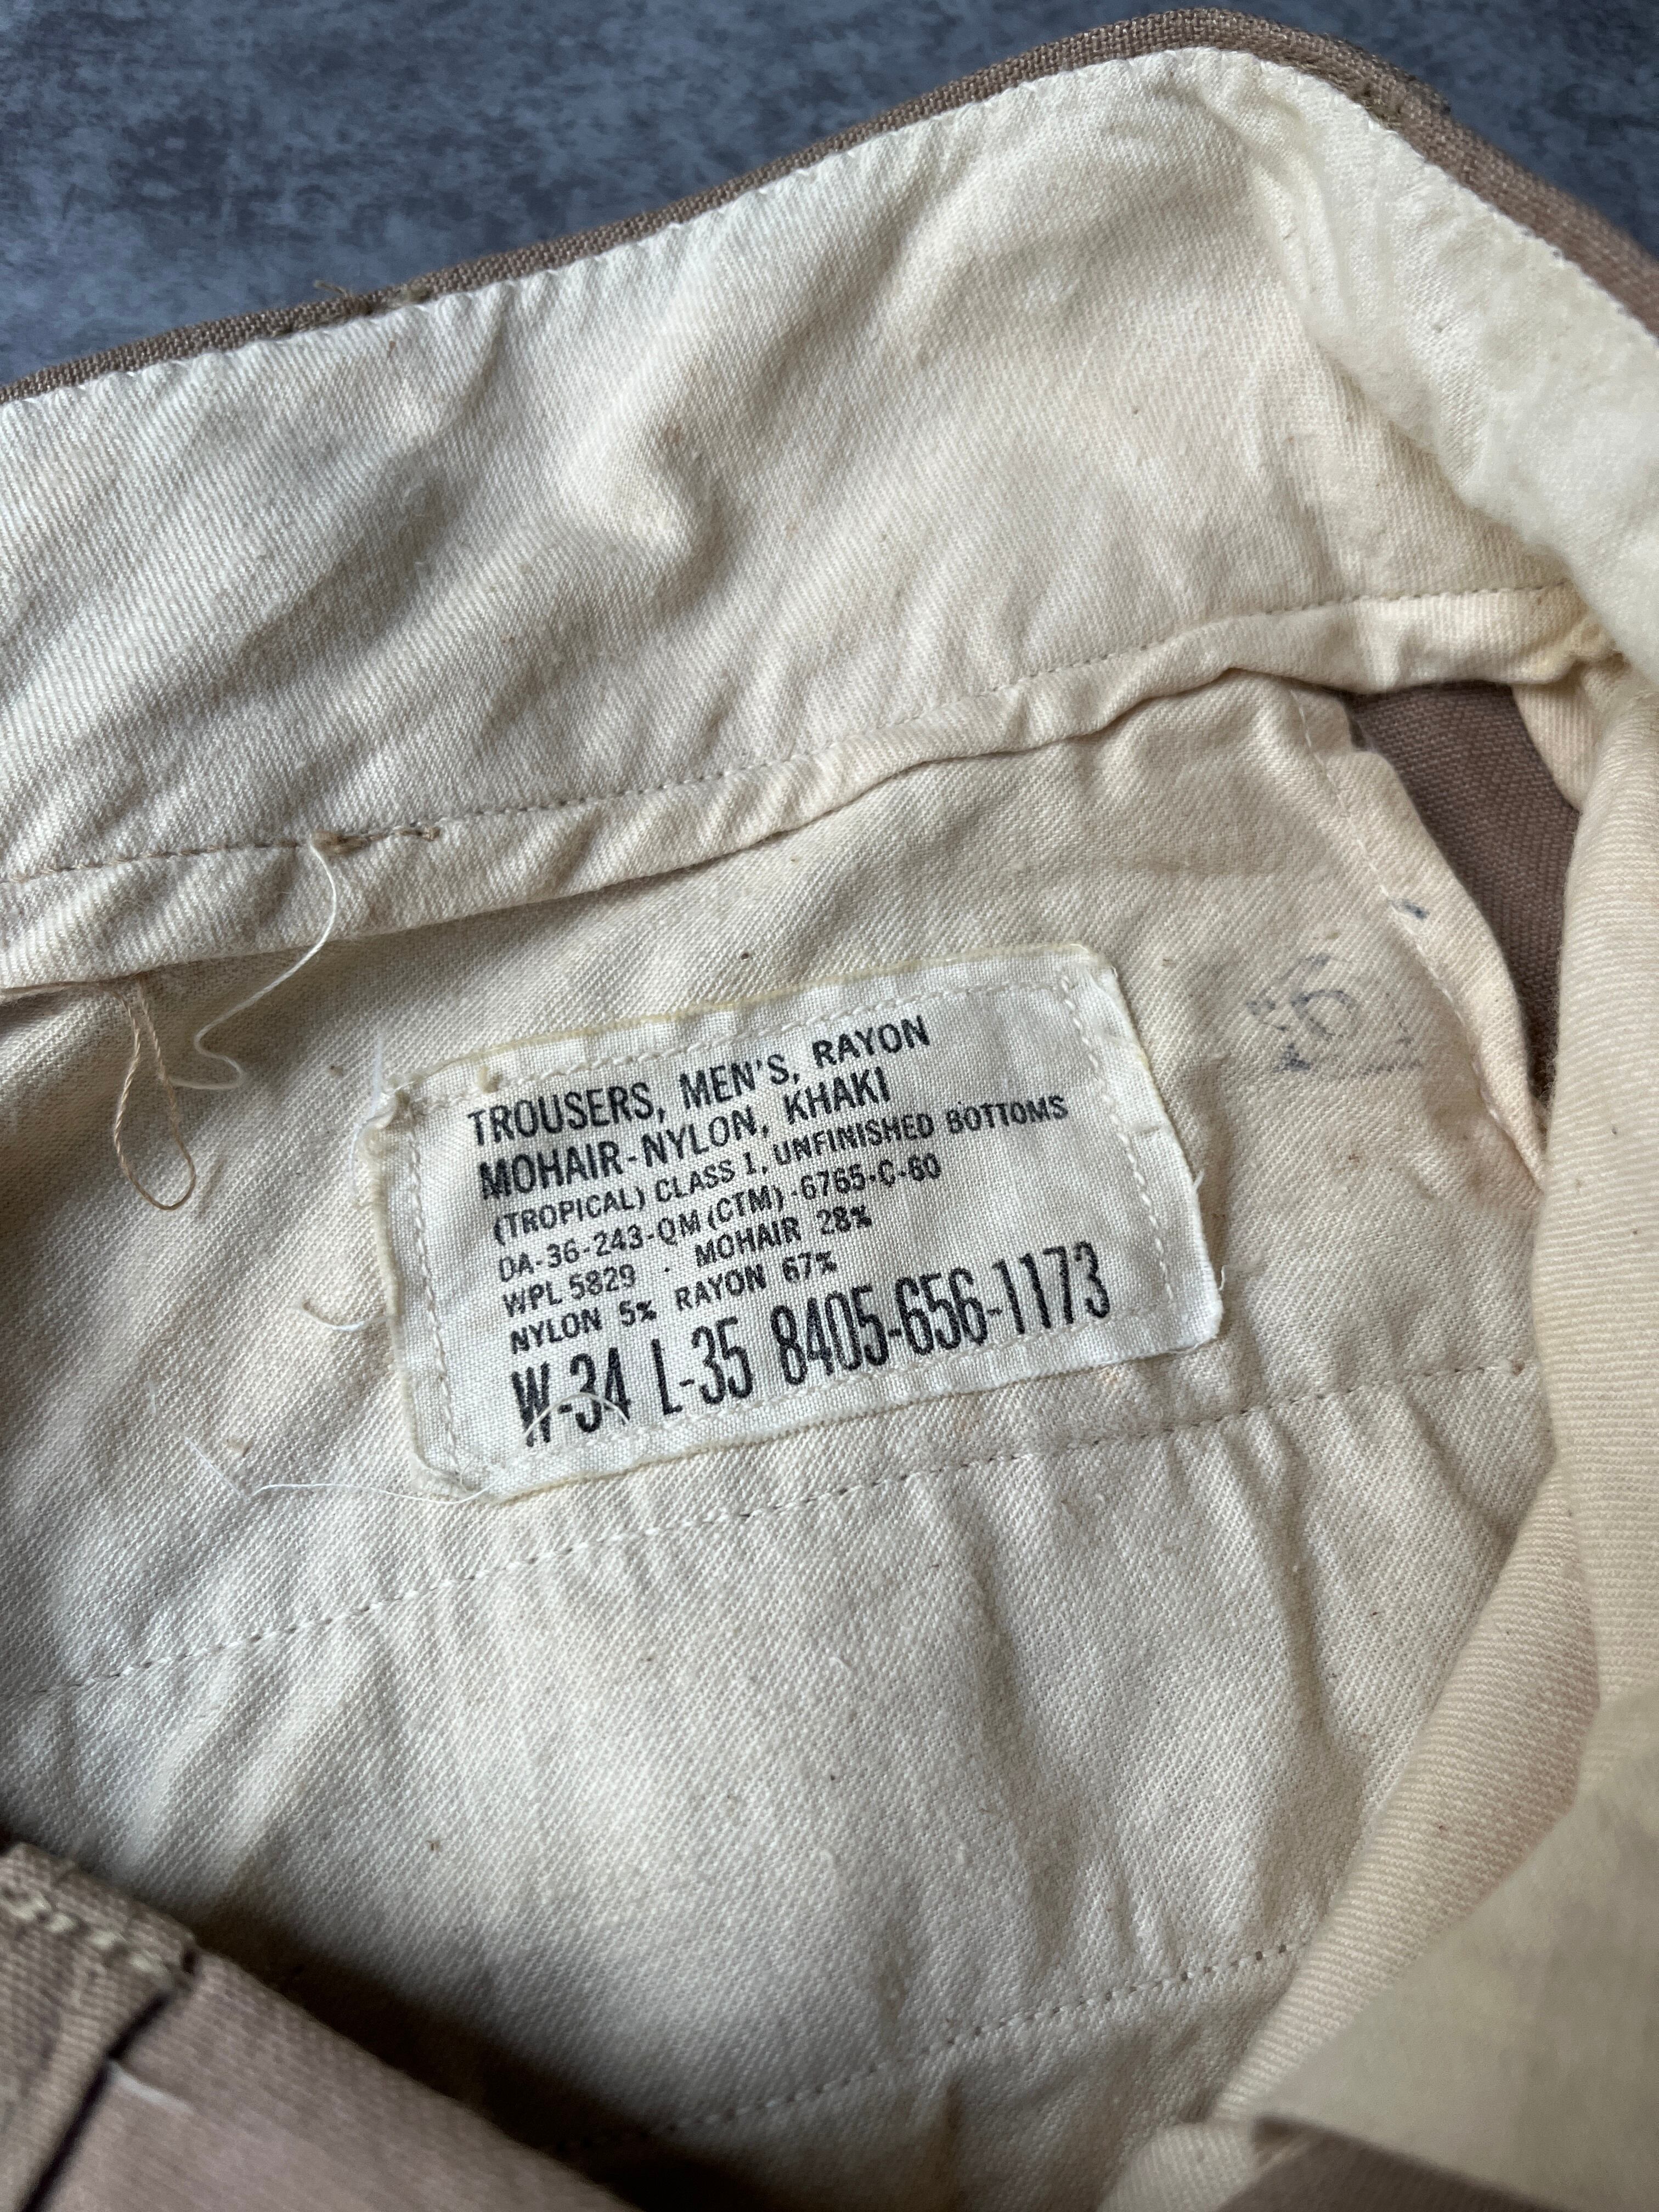 TROUSERS, MEN'S, RAYON
MOHAIR-NYLON, KHAKI
(TROPICAL) CLASS 1, UNFINISHED BOTTOMS
DA-36-243-QM (CTM)-6765-C-60
WPL 5829 · MOHAIR 28%
NYLON 5% RAYON 67%
W-34 L-35 8405-656-1173